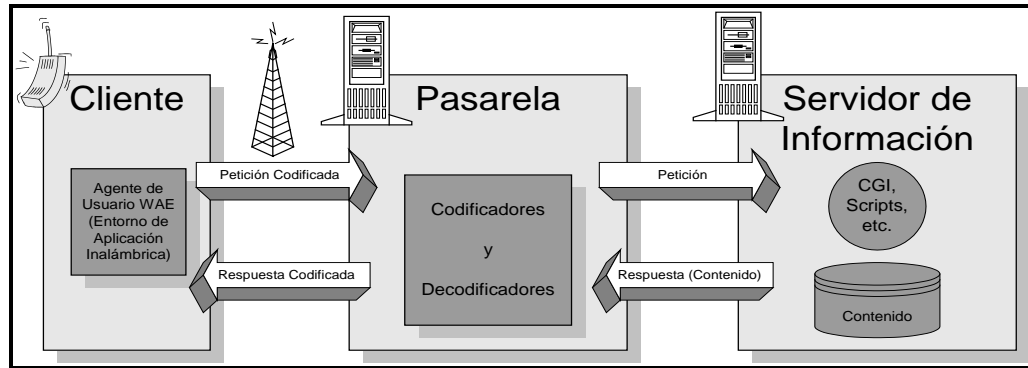 Cliente
Pasarela
Servidor de
Información
Petición Codificada
Petición
Agente de
Usuario WAE
(Entorno de
Aplicación
Inalámbrica)
Codificadores
y
Decodificadores
CGI,
Scripts,
etc.
Respuesta Codificada
Respuesta (Contenido)
Contenido